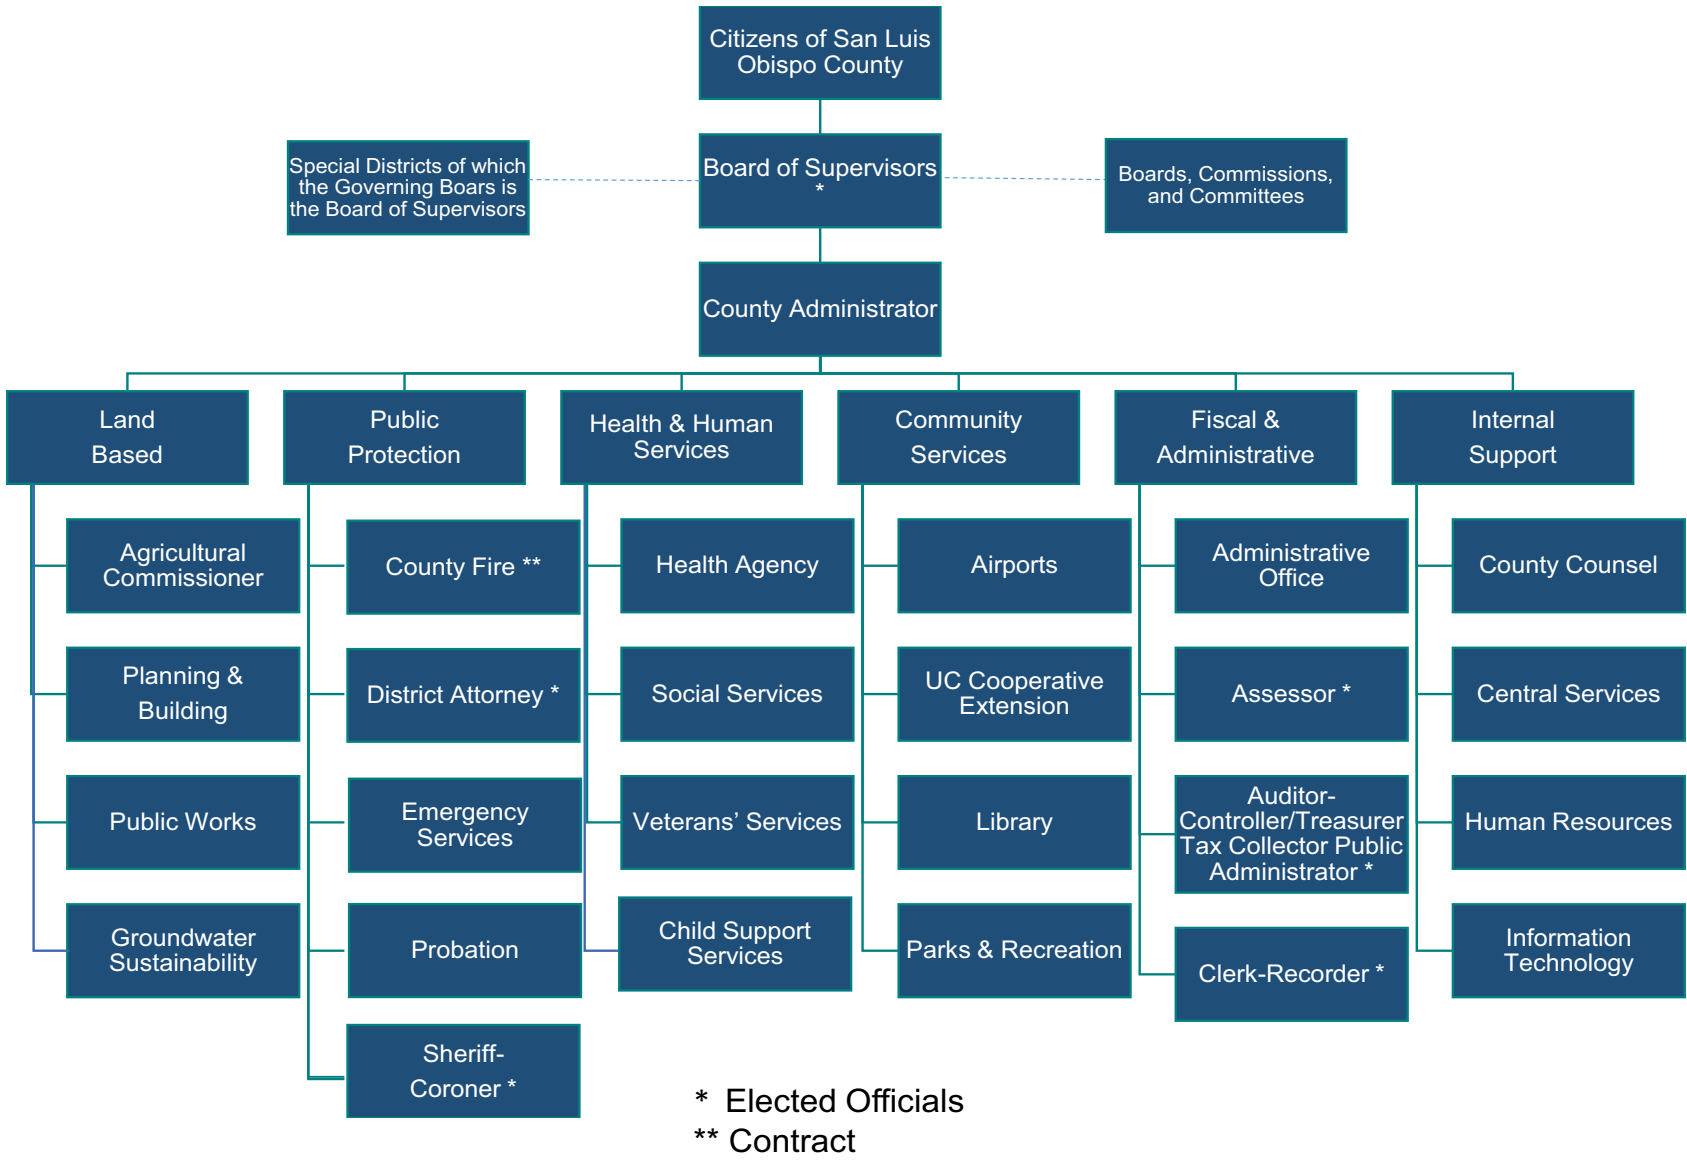 Citizens of San Luis
Obispo County
Special Districts of which
the Governing Boars is
the Board of Supervisors
Board of Supervisors
*
Boards, Commissions,
and Committees
County Administrator
Land
Based
Public
Protection
Health & Human
Services
Community
Services
Fiscal &
Administrative
Internal
Support
Agricultural
Commissioner
Planning &
Building
Public Works
Groundwater
Sustainability
County Fire **
District Attorney *
Emergency
Services
Probation
Sheriff-
Coroner *
Health Agency
Social Services
Veterans’ Services
Child Support
Services
Airports
UC Cooperative
Extension
Library
Parks & Recreation
Administrative
Office
Assessor *
Auditor-
Controller/Treasurer
Tax Collector Public
Administrator *
Clerk-Recorder *
County Counsel
Central Services
Human Resources
Information
Technology
* Elected Officials
** Contract